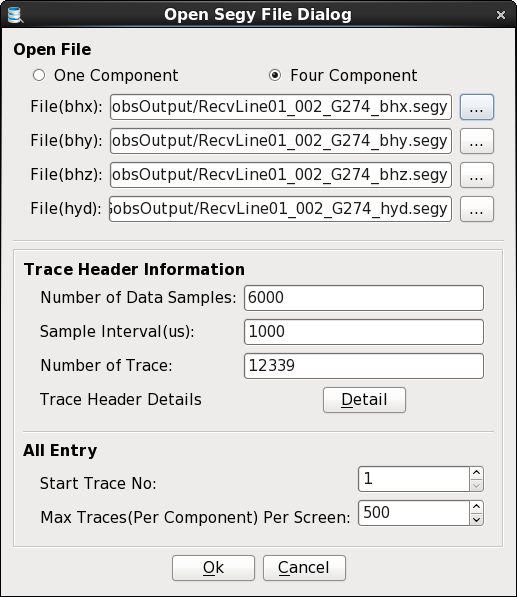 Open Segy File Dialog
Open File
One Component Four Component
File(bhx): obsOutput/RecvLine01_002_G274_bhx.segy ...
File(bhy): obsOutput/RecvLine01_002_G274_bhy.segy ...
File(bhz): obsOutput/RecvLine01_002_G274_bhz.segy ...
File(hyd): obsOutput/RecvLine01_002_G274_hyd.segy ...
Trace Header Information
Number of Data Samples: 6000
Sample Interval(us): 1000
Number of Trace: 12339
Trace Header Details Detail
All Entry
Start Trace No: 1
Max Traces(Per Component) Per Screen: 500
Ok Cancel